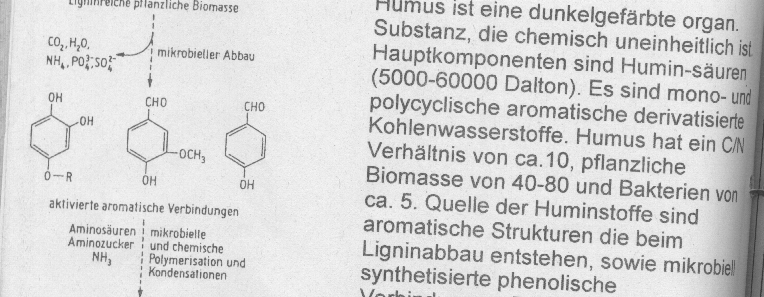 Ligninreiche pflanzliche Biomasse
CO2, H2O,
NH4, PO4^3-, SO4^2-
mikrobieller Abbau
OH
OH
O-R
CHO
OCH3
OH
CHO
OH
aktivierte aromatische Verbindungen
Aminosäuren
Aminozucker
NH3
mikrobielle
und chemische
Polymerisation und
Kondensationen
Humus ist eine dunkelgefärbte organ.
Substanz, die chemisch uneinheitlich ist
Hauptkomponenten sind Humin-säuren
(5000-60000 Dalton). Es sind mono- und
polycyclische aromatische derivatisierte
Kohlenwasserstoffe. Humus hat ein C/N
Verhältnis von ca.10, pflanzliche
Biomasse von 40-80 und Bakterien von
ca. 5. Quelle der Huminstoffe sind
aromatische Strukturen die beim
Ligninabbau entstehen, sowie mikrobiell
synthetisierte phenolische